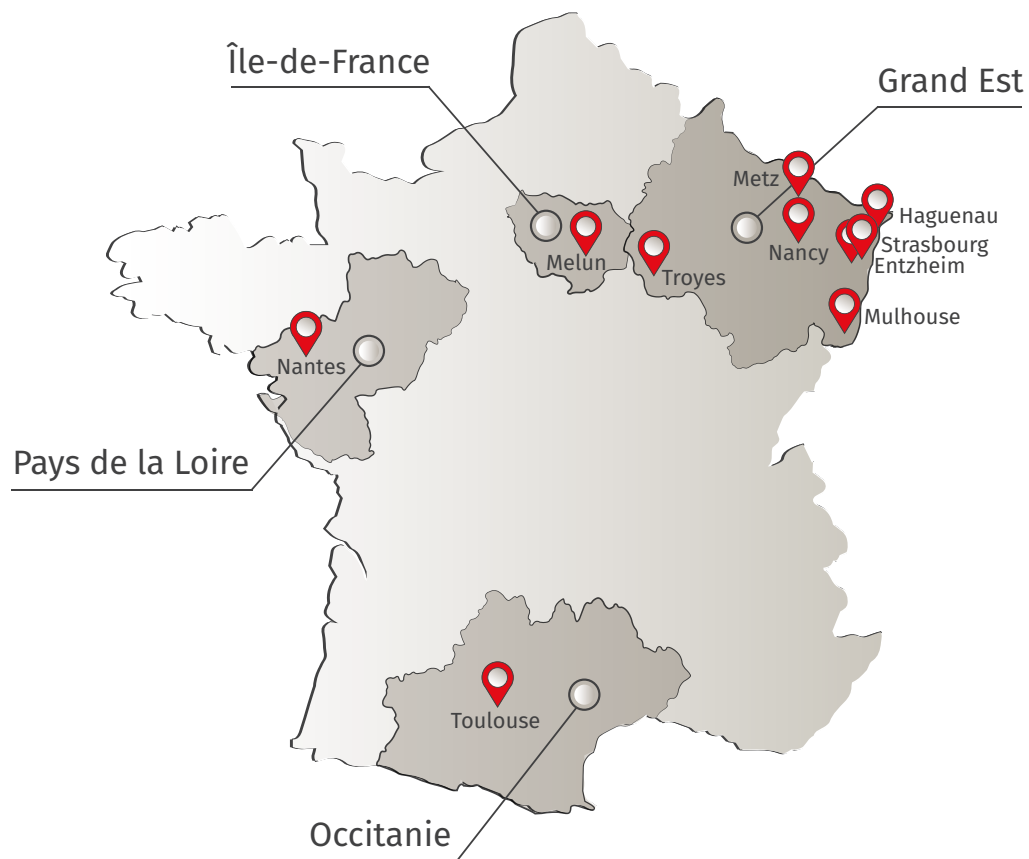 Île-de-France
Grand Est
Metz
Haguenau
Nancy
Strasbourg
Entzheim
Melun
Troyes
Mulhouse
Nantes
Pays de la Loire
Toulouse
Occitanie